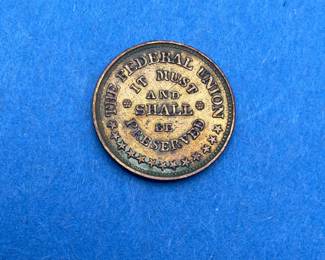 THE FEDERAL UNION
IT MUST
AND
SHALL
BE
PRESERVED